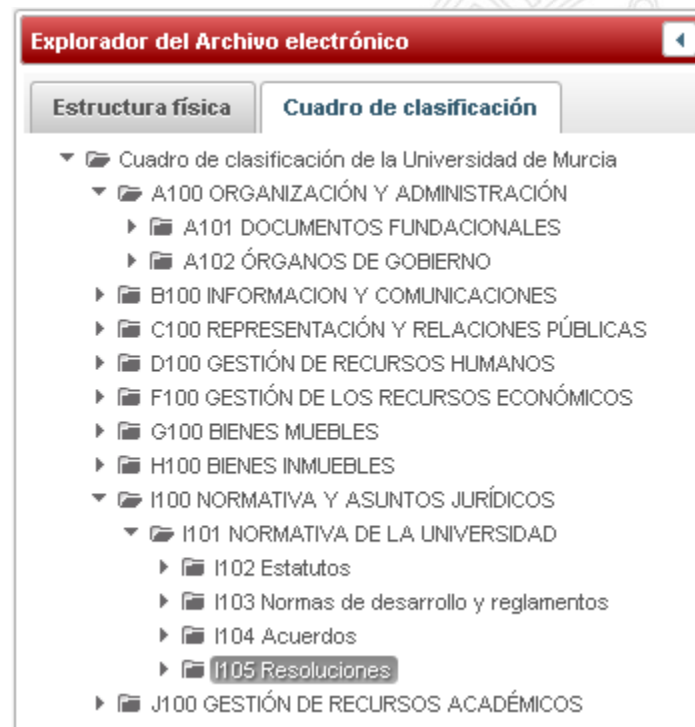 Explorador del Archivo electrónico
Estructura física
Cuadro de clasificación
Cuadro de clasificación de la Universidad de Murcia
A100 ORGANIZACIÓN Y ADMINISTRACIÓN
A101 DOCUMENTOS FUNDACIONALES
A102 ÓRGANOS DE GOBIERNO
B100 INFORMACION Y COMUNICACIONES
C100 REPRESENTACIÓN Y RELACIONES PÚBLICAS
D100 GESTIÓN DE RECURSOS HUMANOS
F100 GESTIÓN DE LOS RECURSOS ECONÓMICOS
G100 BIENES MUEBLES
H100 BIENES INMUEBLES
I100 NORMATIVA Y ASUNTOS JURÍDICOS
I101 NORMATIVA DE LA UNIVERSIDAD
I102 Estatutos
I103 Normas de desarrollo y reglamentos
I104 Acuerdos
I105 Resoluciones
J100 GESTIÓN DE RECURSOS ACADÉMICOS